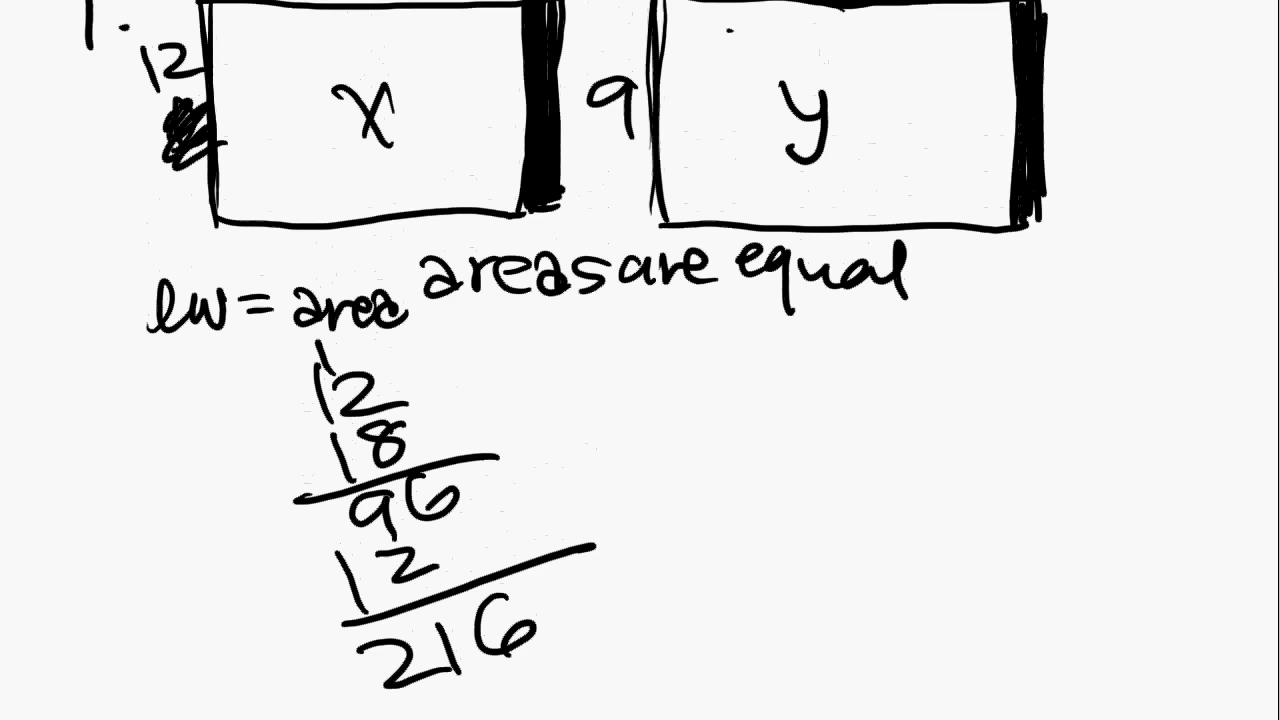 1.
12
x
9
y
areas are equal
lw = area
1
12
18
96
12
216